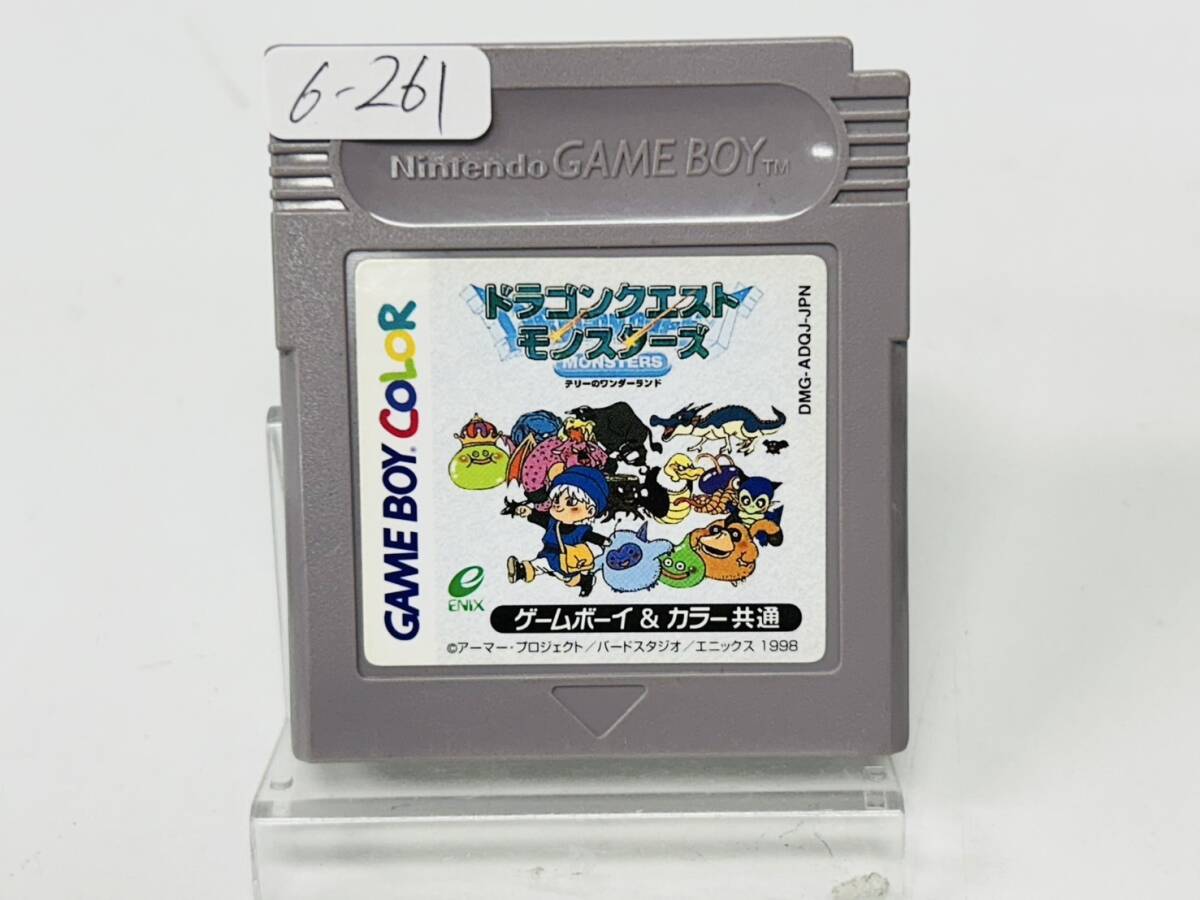 6-261
Nintendo GAME BOY TM
GAME BOY COLOR
ドラゴンクエスト
モンスターズ
MONSTERS
テリーのワンダーランド
DMG-ADQJ-JPN
ENIX
ゲームボーイ & カラー共通
©アーマー・プロジェクト/バードスタジオ/エニックス 1998